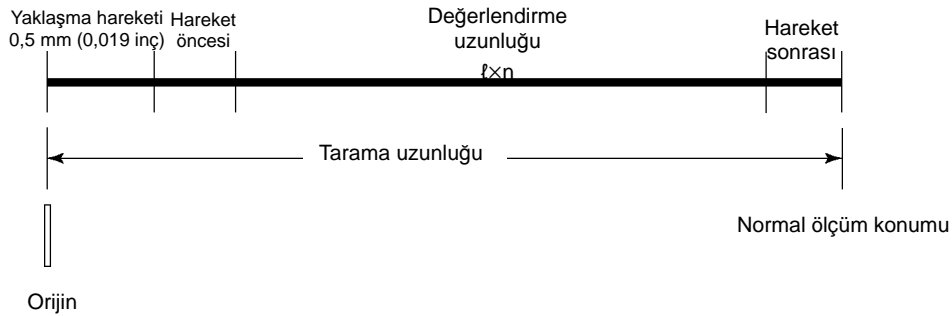 Yaklaşma hareketi
0,5 mm (0,019 inç)
Hareket
öncesi
Değerlendirme
uzunluğu
ℓ×n
Hareket
sonrası
Tarama uzunluğu
Normal ölçüm konumu
Orijin